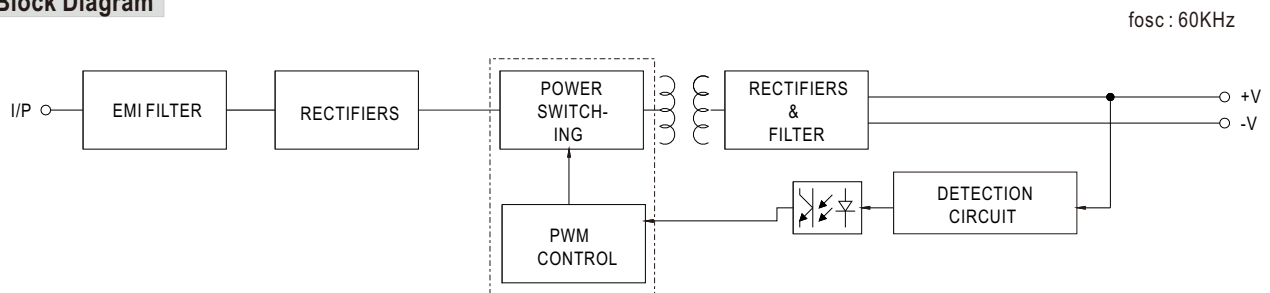 Block Diagram
fosc : 60KHz
I/P
EMI FILTER
RECTIFIERS
POWER
SWITCH-
ING
RECTIFIERS
&
FILTER
+V
-V
DETECTION
CIRCUIT
PWM
CONTROL